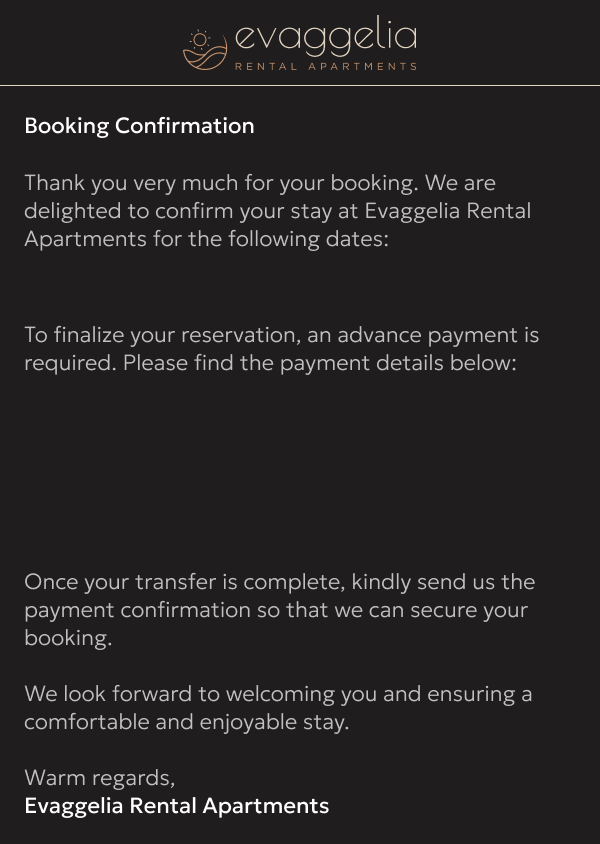 evaggelia
RENTAL APARTMENTS
Booking Confirmation
Thank you very much for your booking. We are
delighted to confirm your stay at Evaggelia Rental
Apartments for the following dates:
To finalize your reservation, an advance payment is
required. Please find the payment details below:
Once your transfer is complete, kindly send us the
payment confirmation so that we can secure your
booking.
We look forward to welcoming you and ensuring a
comfortable and enjoyable stay.
Warm regards,
Evaggelia Rental Apartments